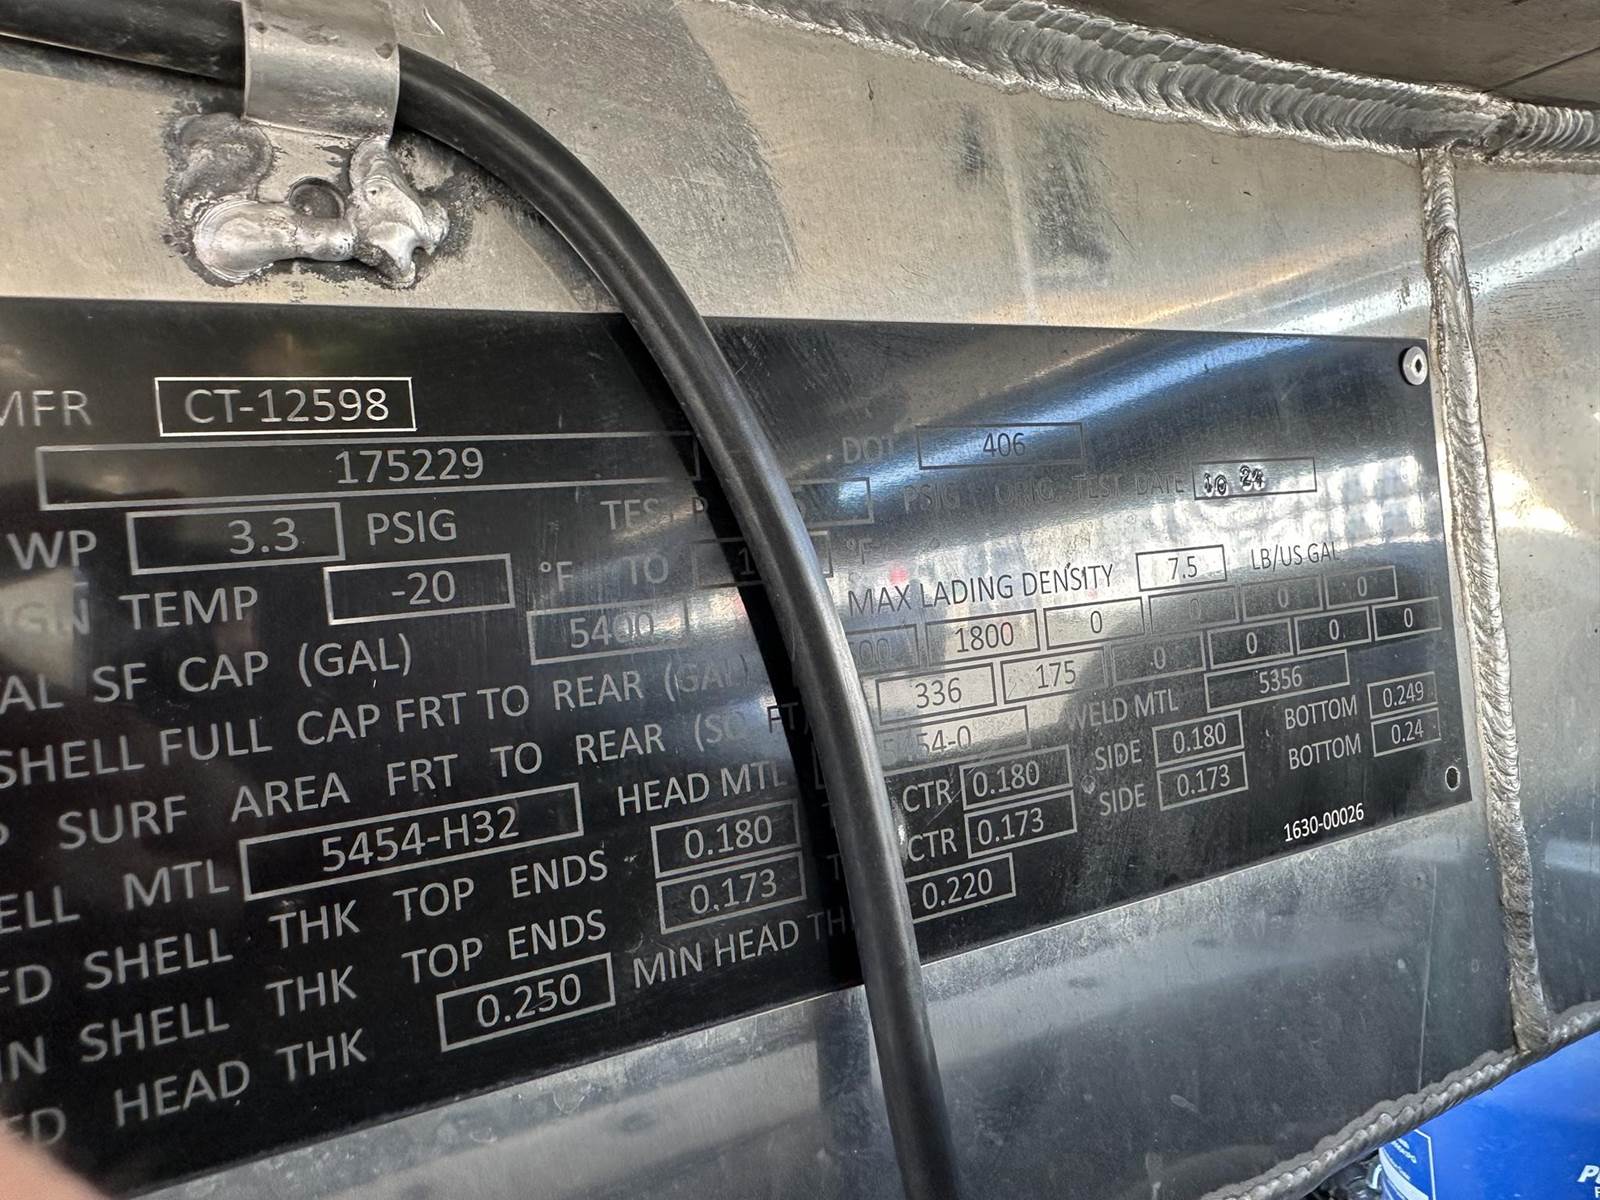 MFR CT-12598
175229 DOT 406
WP 3.3 PSIG TEST PSIG ORIG TEST DATE 10 24
TEMP -20 °F TO °F MAX LADING DENSITY 7.5 LB/US GAL
SF CAP (GAL) 5400
SHELL FULL CAP FRT TO REAR (GAL) 1800 0 0 0 0
SURF AREA FRT TO REAR (SQ FT) 336 175 0 0 0 0
MTL 5454-H32 HEAD MTL 5454-0 WELD MTL 5356
SHELL THK TOP ENDS 0.180 CTR 0.180 SIDE 0.180 BOTTOM 0.249
SHELL THK TOP ENDS 0.173 CTR 0.173 SIDE 0.173 BOTTOM 0.24
HEAD THK 0.250 MIN HEAD 0.220
1630-00026